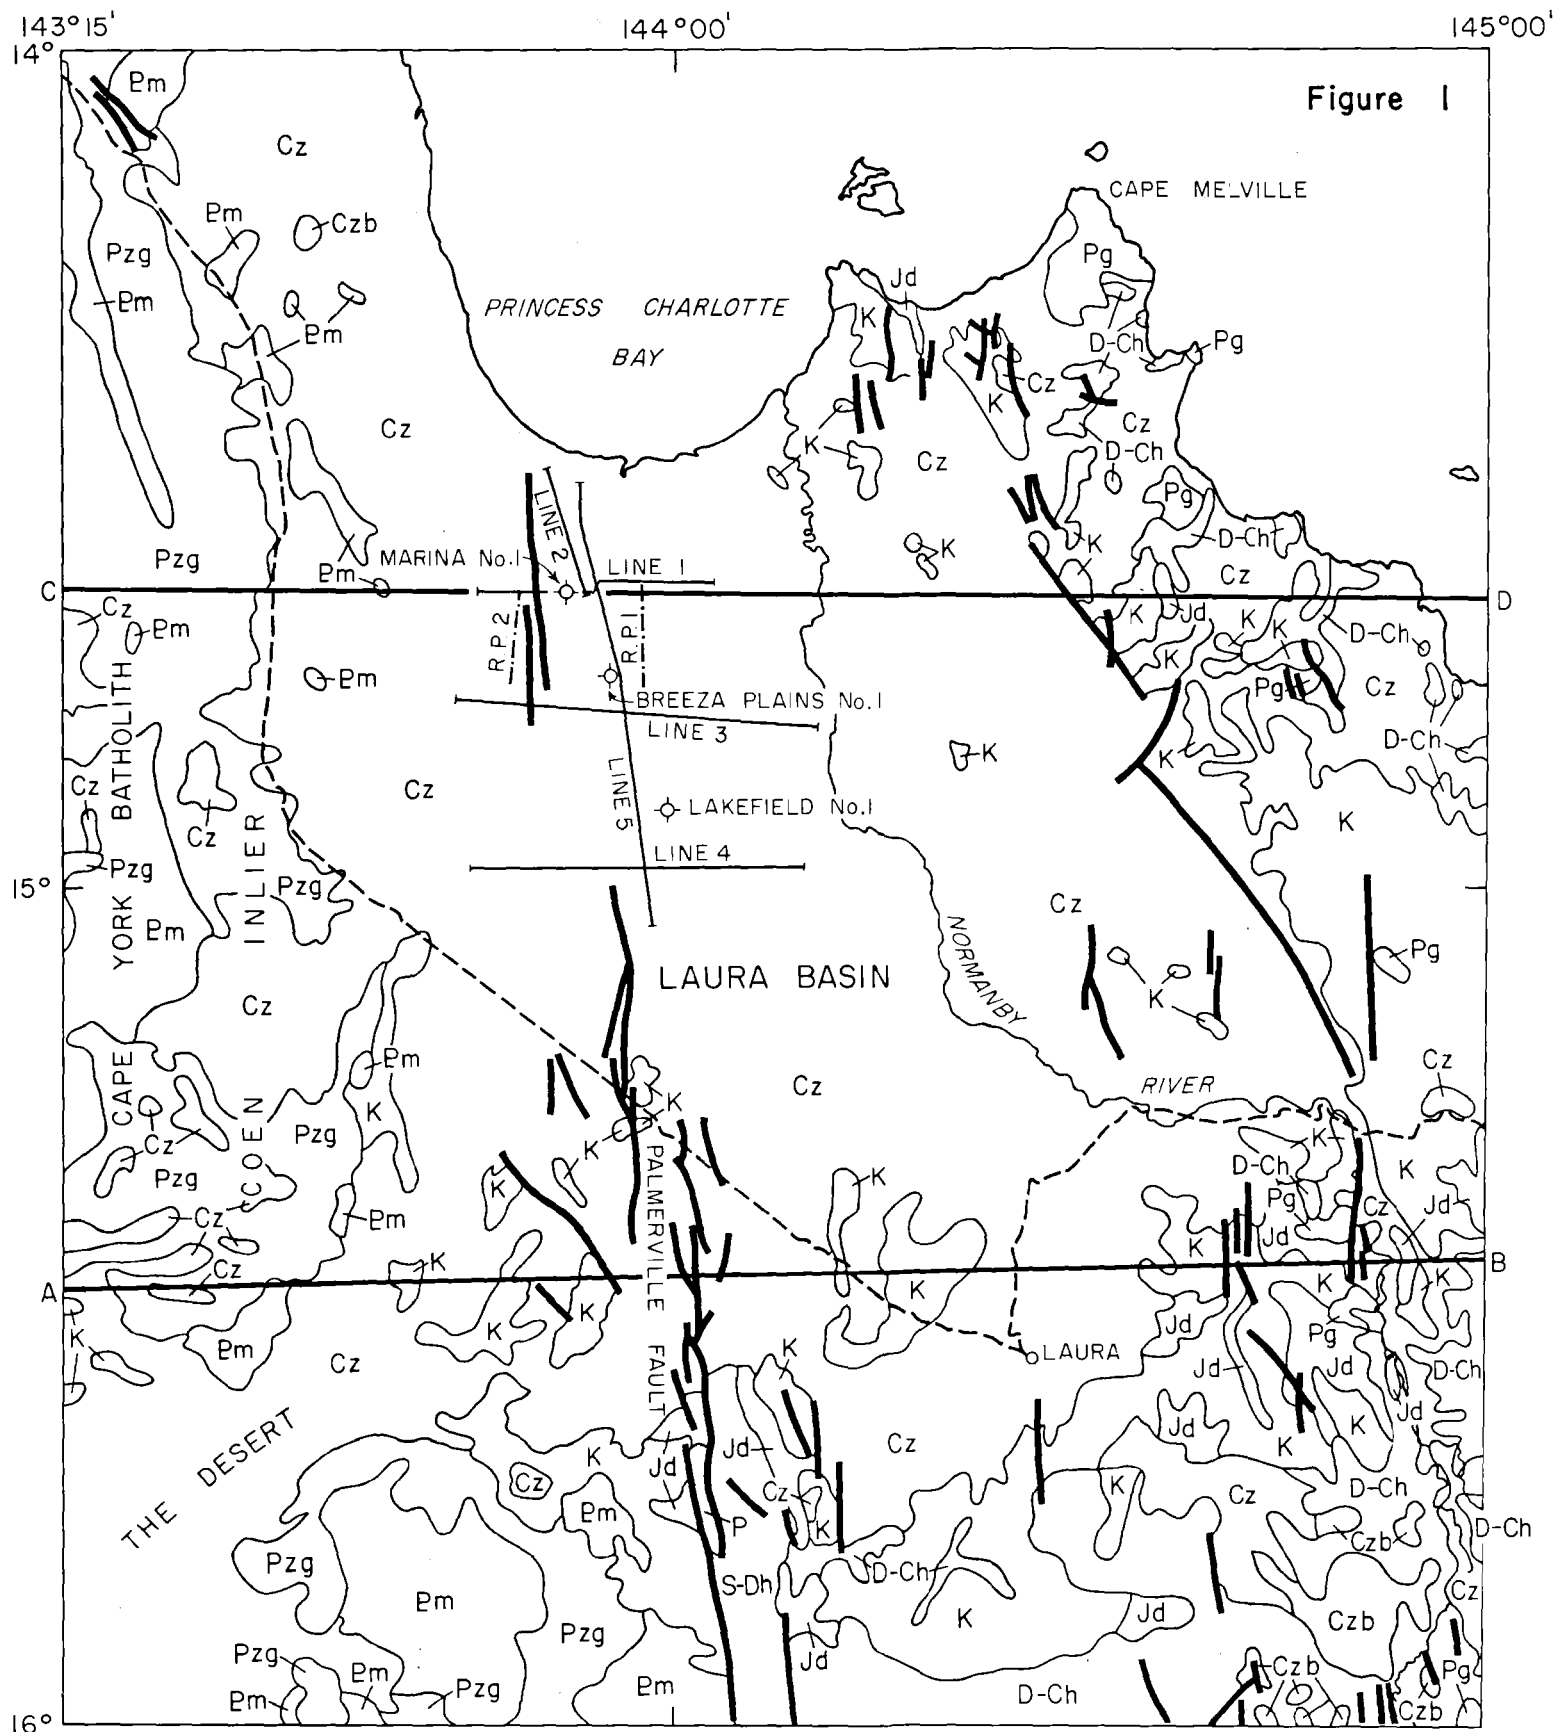 143°15' 144°00' 145°00'
14°
Figure 1
Pm
Cz
CAPE MELVILLE
Pm
Czb
Pzg
Pg
Jd
Pm
PRINCESS CHARLOTTE
BAY
K
Pm
D-Ch
Pg
Cz
K
Cz
Cz
K
Cz
D-Ch
LINE 2
Pg
Pzg
MARINA No.1
K
K
D-Ch
LINE 1
Pm
Cz
C
D
Cz
K
Jd
K
K
D-Ch
Pm
R.P.2
R.P.1
K
Pm
Pg
Cz
BREEZA PLAINS No.1
LINE 3
D-Ch
K
K
Cz
Cz
LINE 5
LAKEFIELD No.1
K
Cz
LINE 4
Pzg
15°
Pzg
Cz
Pm
CAPE YORK BATHOLITH
COEN INLIER
NORMANBY
RIVER
Pg
LAURA BASIN
Cz
K
Pm
Cz
Cz
K
K
Pzg
K
K
Cz
D-Ch
K
Pzg
K
K
Pg
Cz
Jd
Cz
Pm
PALMERVILLE FAULT
K
Jd
K
Cz
K
K
K
A
B
K
K
K
Jd
Pg
Pm
Cz
K
LAURA
Jd
Jd
D-Ch
Jd
THE DESERT
Jd
K
K
Jd
Cz
K
Cz
Jd
Cz
K
Cz
D-Ch
Pm
P
K
Czb
D-Ch
Pzg
S-Dh
D-Ch
Cz
Pm
K
Jd
Czb
Pzg
Jd
Pzg
Pm
Czb
Pg
Pm
Pzg
Pm
D-Ch
Czb
16°